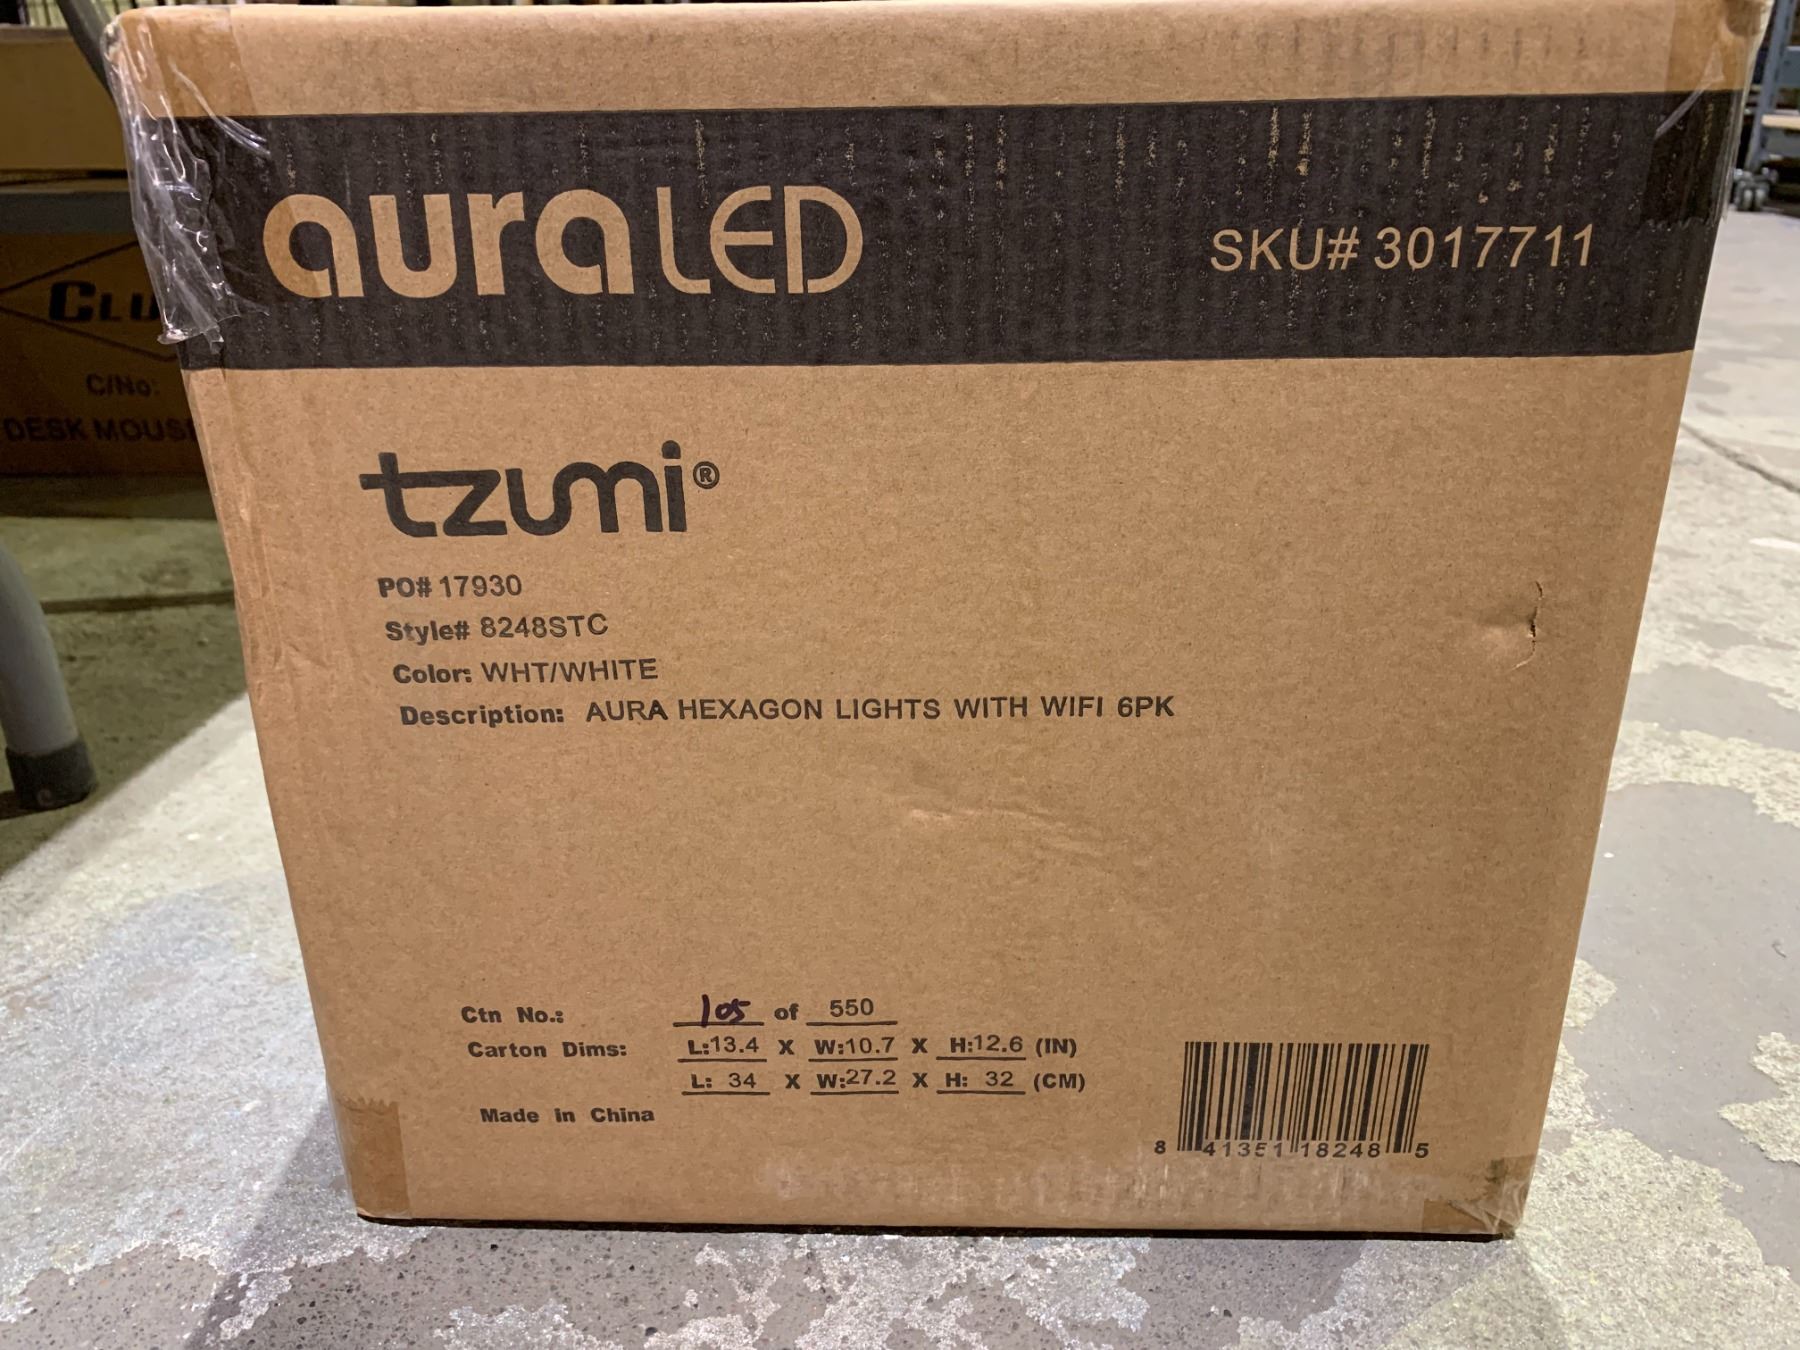 auraLED
SKU# 3017711
tzumi®
PO# 17930
Style# 8248STC
Color: WHT/WHITE
Description: AURA HEXAGON LIGHTS WITH WIFI 6PK
Ctn No.: 105 of 550
Carton Dims: L:13.4 X W:10.7 X H:12.6 (IN)
L: 34 X W:27.2 X H: 32 (CM)
Made in China
8 41351 18248 5
C/No:
DESK